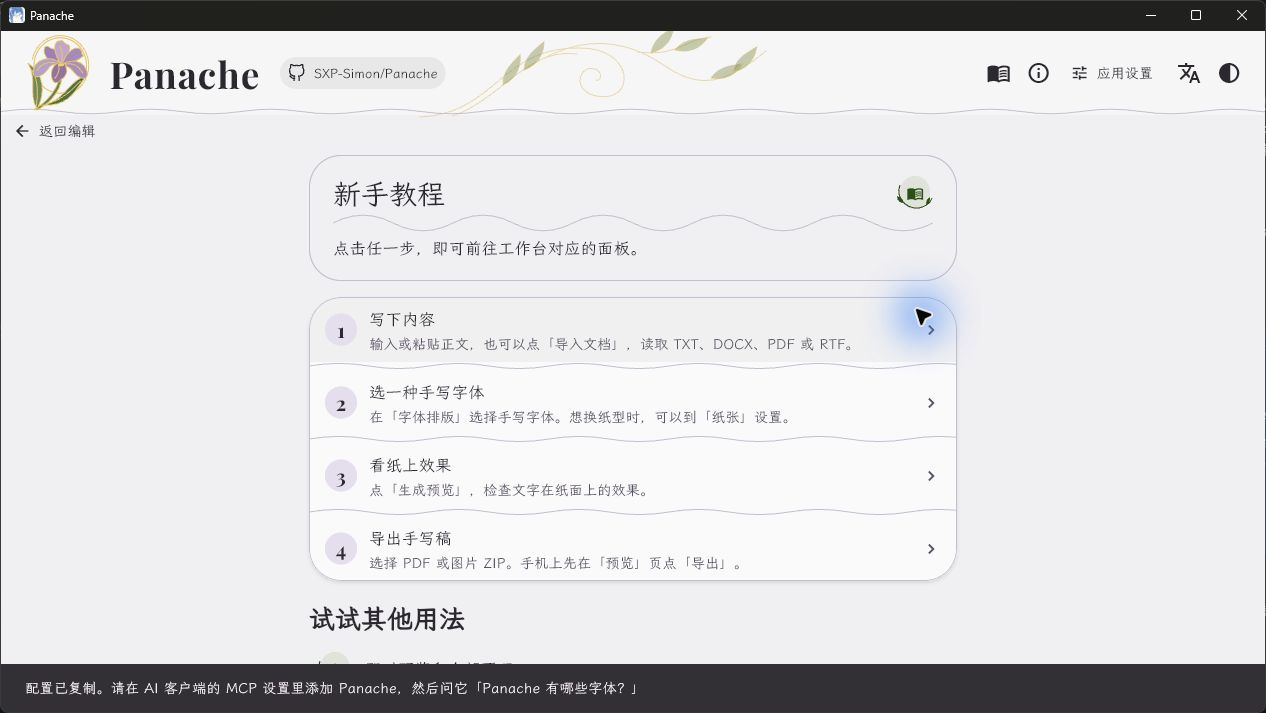 Panache
Panache
SXP-Simon/Panache
应用设置
返回编辑
新手教程
点击任一步，即可前往工作台对应的面板。
1
写下内容
输入或粘贴正文，也可以点「导入文档」，读取 TXT、DOCX、PDF 或 RTF。
2
选一种手写字体
在「字体排版」选择手写字体。想换纸型时，可以到「纸张」设置。
3
看纸上效果
点「生成预览」，检查文字在纸面上的效果。
4
导出手写稿
选择 PDF 或图片 ZIP。手机上先在「预览」页点「导出」。
试试其他用法
配置已复制。请在 AI 客户端的 MCP 设置里添加 Panache，然后问它「Panache 有哪些字体？」